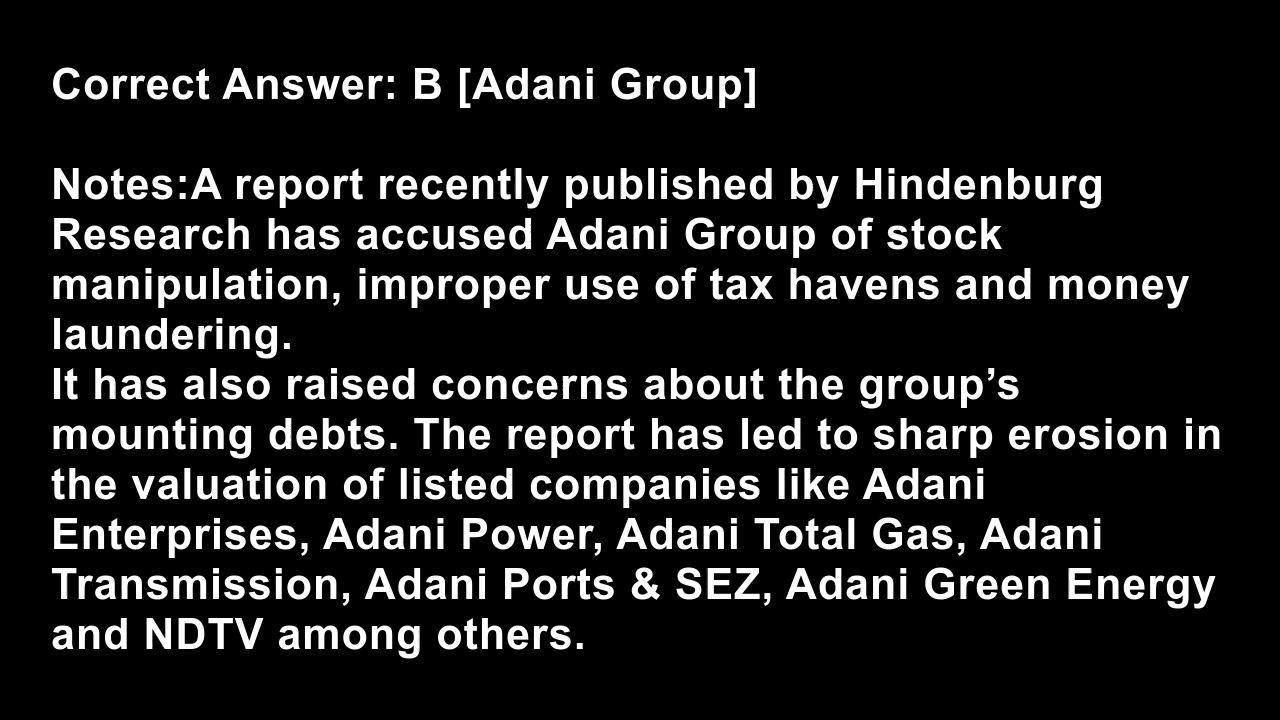 Correct Answer: B [Adani Group]
Notes:A report recently published by Hindenburg
Research has accused Adani Group of stock
manipulation, improper use of tax havens and money
laundering.
It has also raised concerns about the group’s
mounting debts. The report has led to sharp erosion in
the valuation of listed companies like Adani
Enterprises, Adani Power, Adani Total Gas, Adani
Transmission, Adani Ports & SEZ, Adani Green Energy
and NDTV among others.